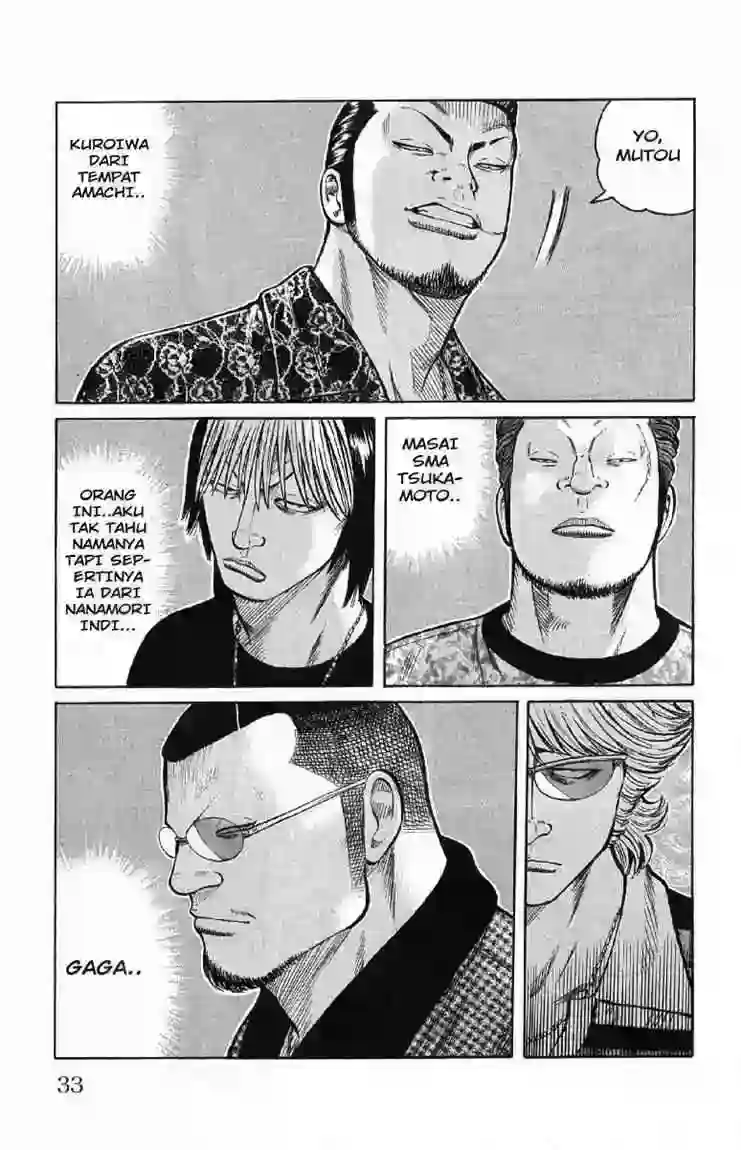 YO,
MUTOU
KUROIWA
DARI
TEMPAT
AMACHI..
MASAI
SMA
TSUKA-
MOTO..
ORANG
INI..AKU
TAK TAHU
NAMANYA
TAPI SEP-
ERTINYA
IA DARI
NANAMORI
INDI...
GAGA..
33